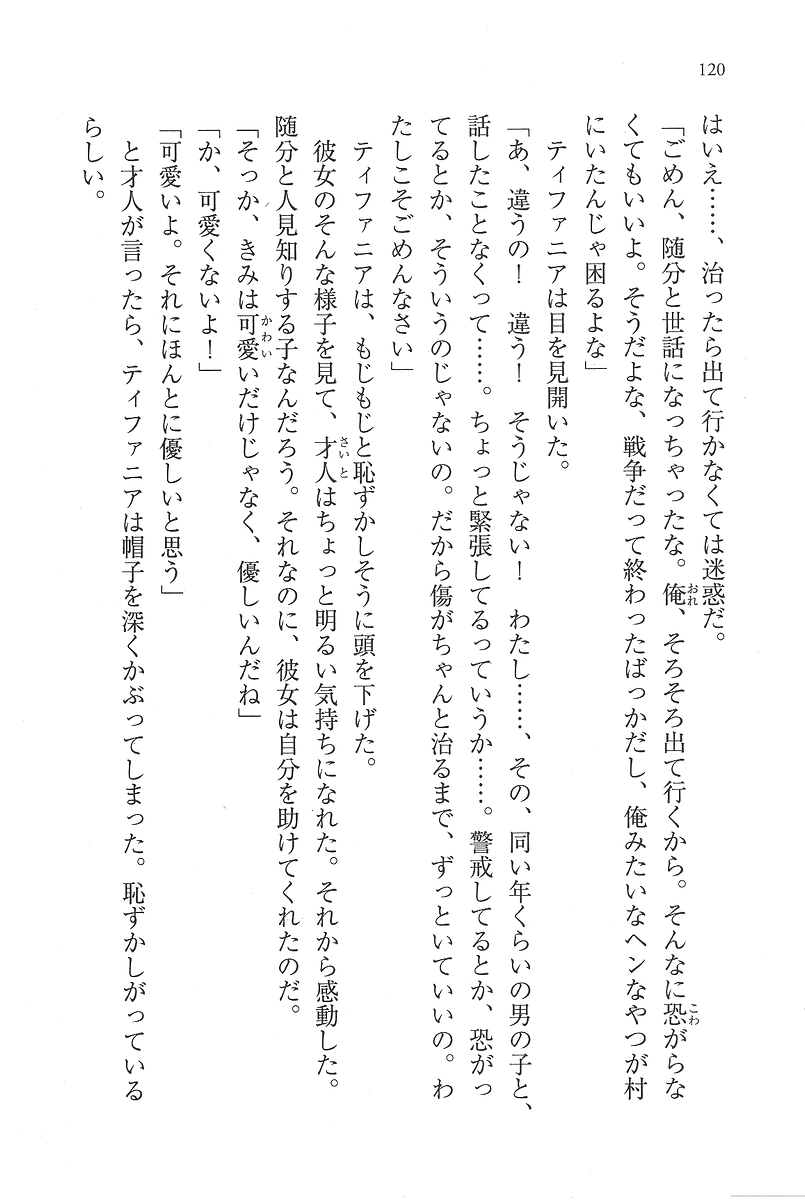 120
はいえ……、治ったら出て行かなくては迷惑だ。
「ごめん、随分と世話になっちゃったな。俺、そろそろ出て行くから。そんなに恐がらな
くてもいいよ。そうだよな、戦争だって終わったばっかだし、俺みたいなヘンなやつが村
にいたんじゃ困るよな」
ティファニアは目を見開いた。
「あ、違うの！　違う！　そうじゃない！　わたし……、その、同い年くらいの男の子と、
話したことなくって……。ちょっと緊張してるっていうか……。警戒してるとか、恐がっ
てるとか、そういうのじゃないの。だから傷がちゃんと治るまで、ずっといていいの。わ
たしこそごめんなさい」
ティファニアは、もじもじと恥ずかしそうに頭を下げた。
彼女のそんな様子を見て、才人はちょっと明るい気持ちになれた。それから感動した。
随分と人見知りする子なんだろう。それなのに、彼女は自分を助けてくれたのだ。
「そっか、きみは可愛いだけじゃなく、優しいんだね」
「か、可愛くないよ！」
「可愛いよ。それにほんとに優しいと思う」
と才人が言ったら、ティファニアは帽子を深くかぶってしまった。恥ずかしがっている
らしい。